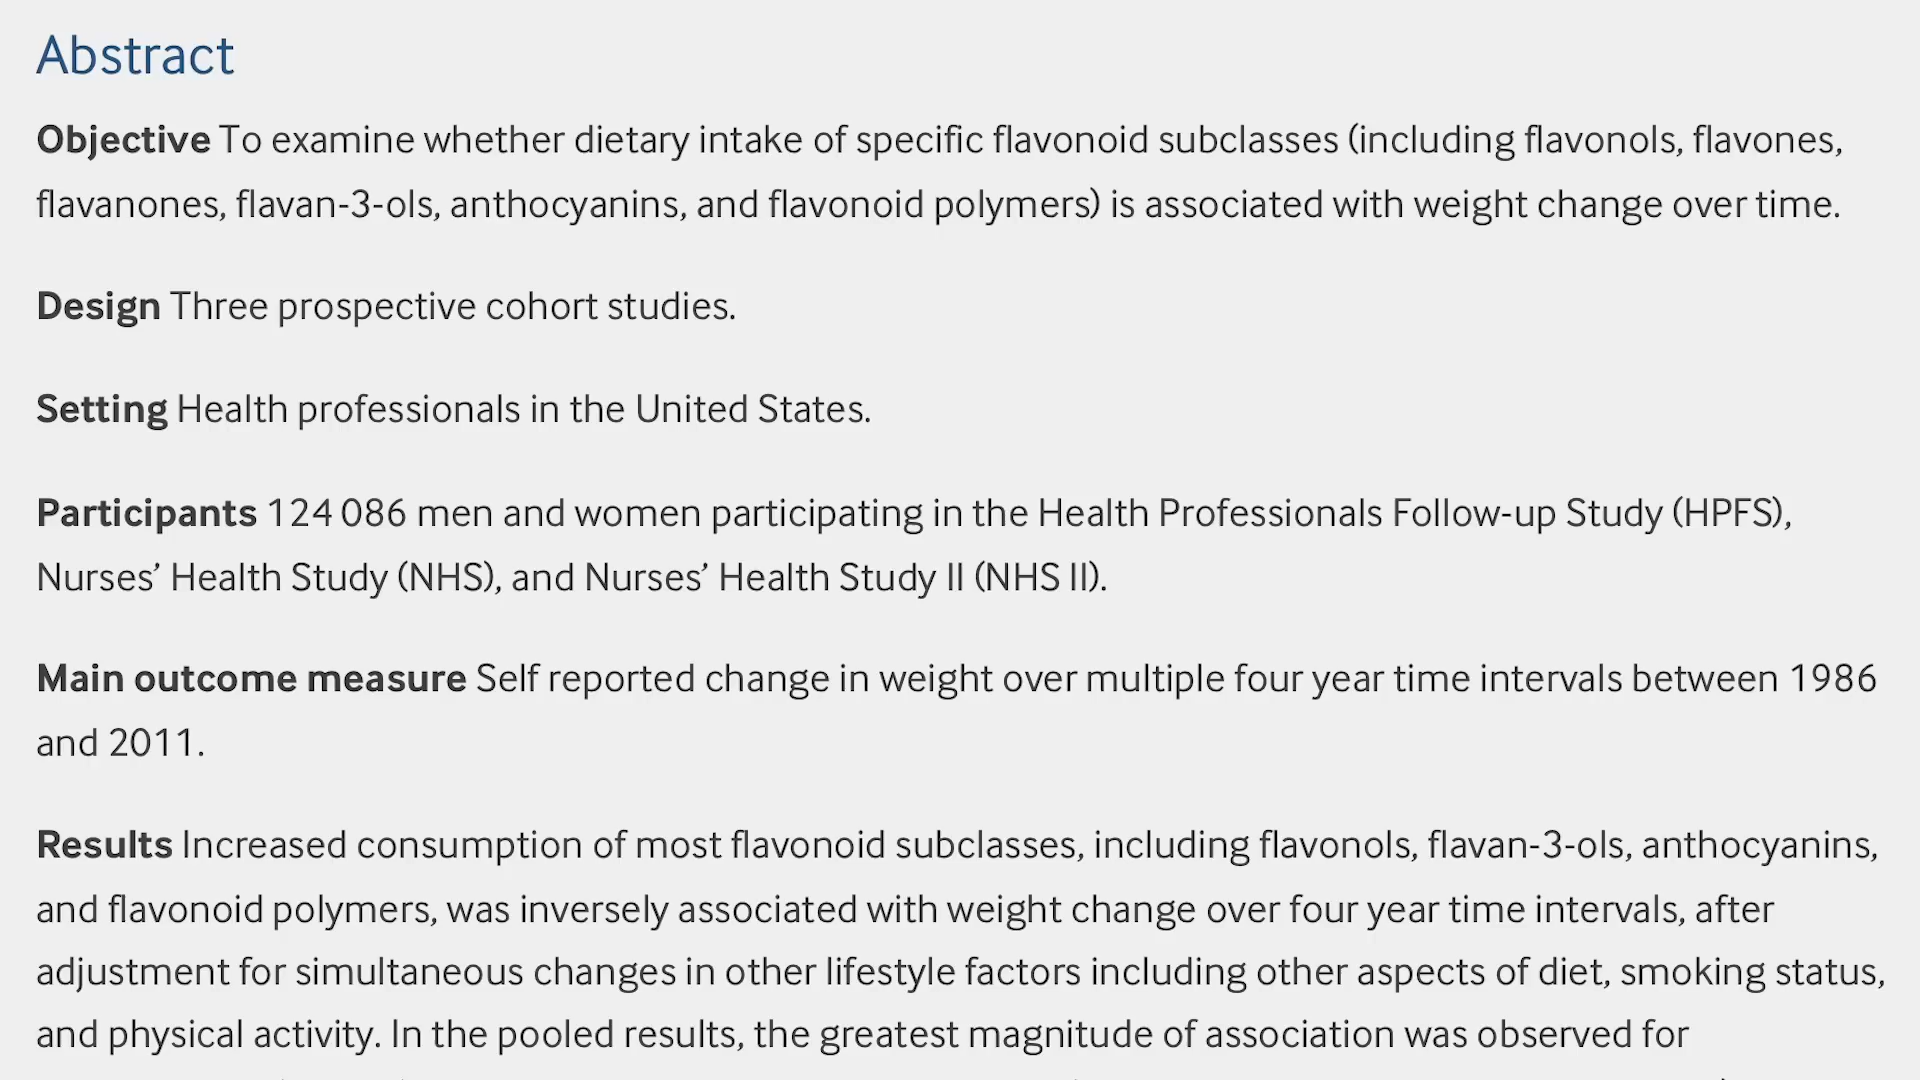 Abstract
Objective To examine whether dietary intake of specific flavonoid subclasses (including flavonols, flavones,
flavanones, flavan-3-ols, anthocyanins, and flavonoid polymers) is associated with weight change over time.
Design Three prospective cohort studies.
Setting Health professionals in the United States.
Participants 124 086 men and women participating in the Health Professionals Follow-up Study (HPFS),
Nurses’ Health Study (NHS), and Nurses’ Health Study II (NHS II).
Main outcome measure Self reported change in weight over multiple four year time intervals between 1986
and 2011.
Results Increased consumption of most flavonoid subclasses, including flavonols, flavan-3-ols, anthocyanins,
and flavonoid polymers, was inversely associated with weight change over four year time intervals, after
adjustment for simultaneous changes in other lifestyle factors including other aspects of diet, smoking status,
and physical activity. In the pooled results, the greatest magnitude of association was observed for